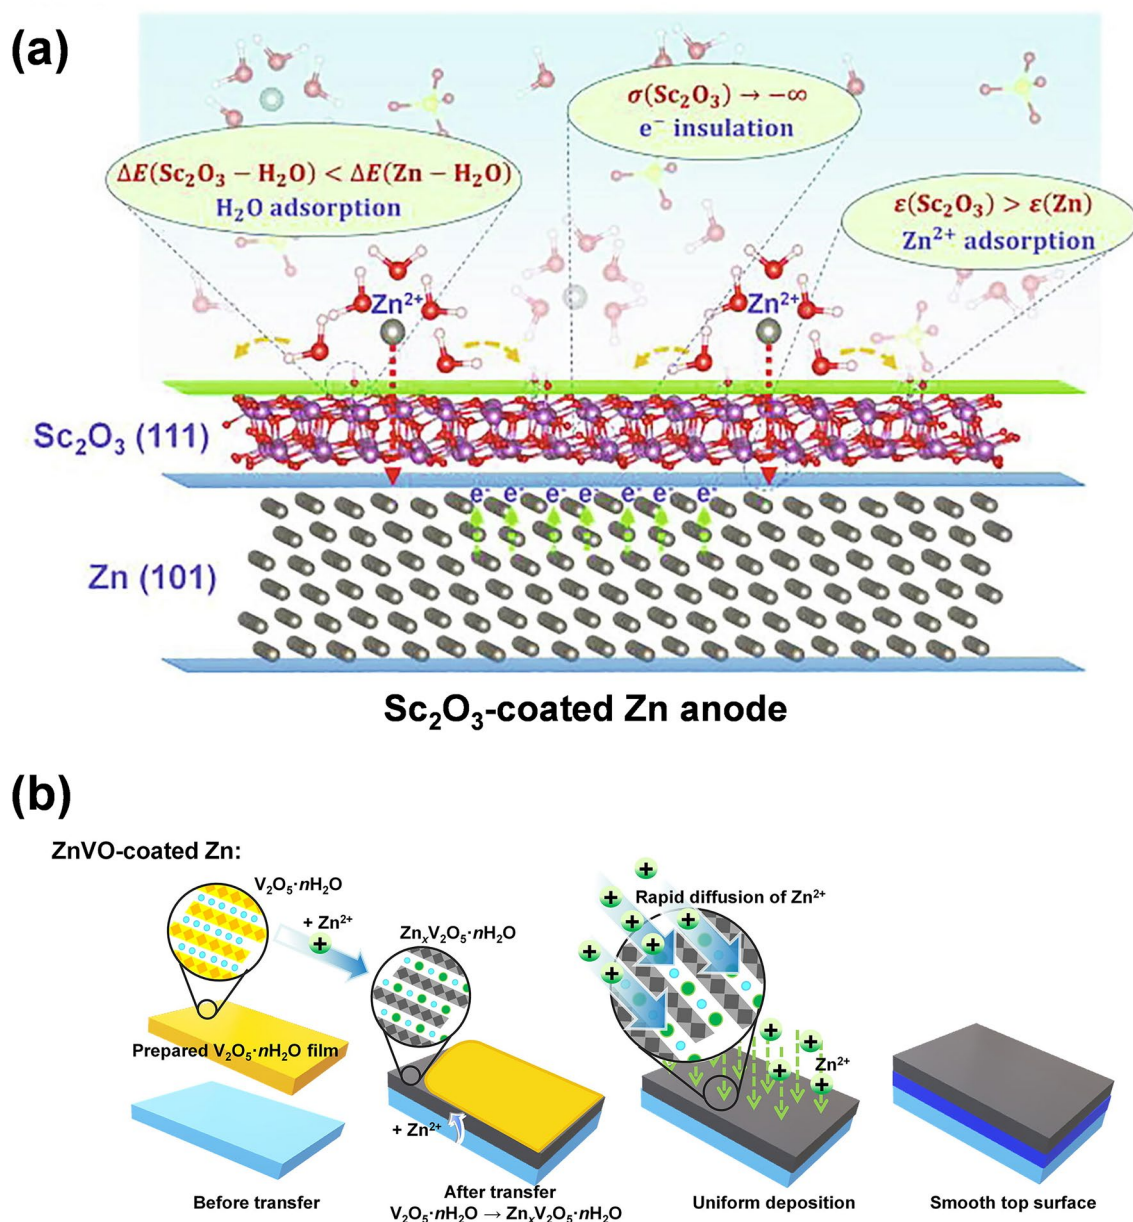 (a)
σ(Sc₂O₃) → −∞
e⁻ insulation
ΔE(Sc₂O₃ − H₂O) < ΔE(Zn − H₂O)
H₂O adsorption
ε(Sc₂O₃) > ε(Zn)
Zn²⁺ adsorption
Zn²⁺
Zn²⁺
Sc₂O₃ (111)
e⁻ e⁻ e⁻ e⁻ e⁻ e⁻ e⁻
Zn (101)
Sc₂O₃-coated Zn anode
(b)
ZnVO-coated Zn:
V₂O₅·nH₂O
+ Zn²⁺
+
ZnₓV₂O₅·nH₂O
Prepared V₂O₅·nH₂O film
Before transfer
+ Zn²⁺
After transfer
V₂O₅·nH₂O → ZnₓV₂O₅·nH₂O
+ + + + + + +
Rapid diffusion of Zn²⁺
+ + + +
Zn²⁺
Uniform deposition
Smooth top surface